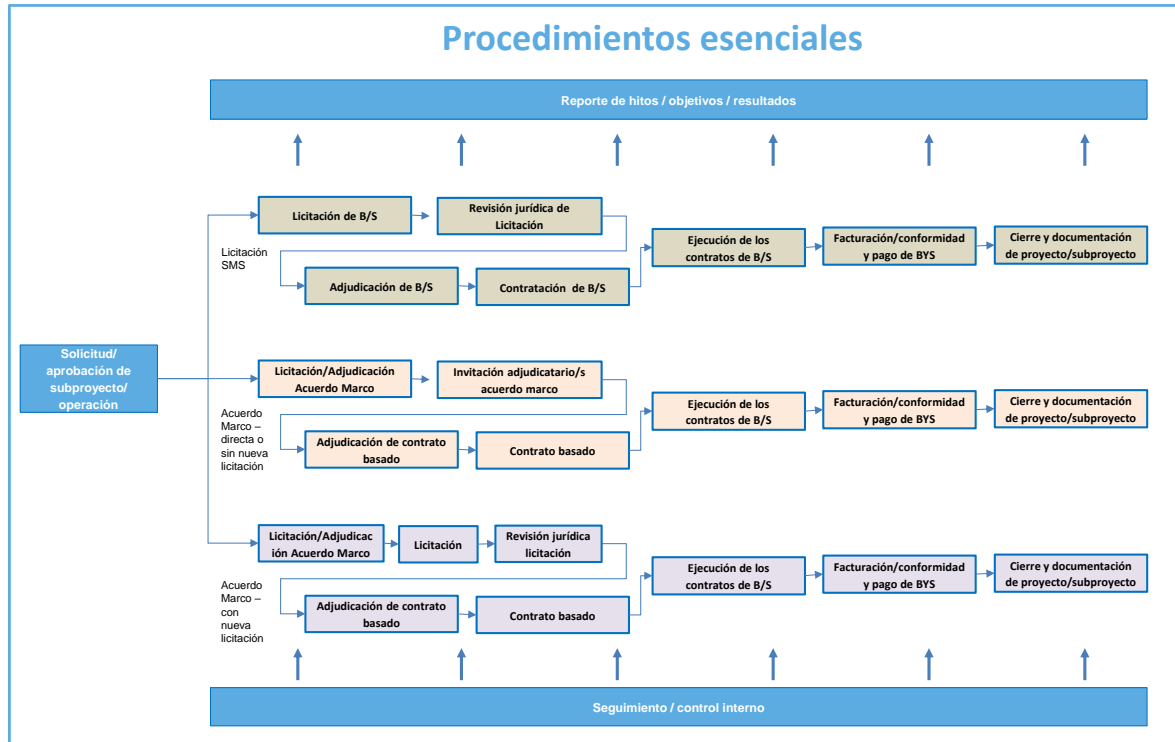 Procedimientos esenciales
Reporte de hitos / objetivos / resultados
Licitación de B/S
Revisión jurídica de
Licitación
Licitación
SMS
Adjudicación de B/S
Contratación de B/S
Ejecución de los
contratos de B/S
Facturación/conformidad
y pago de BYS
Cierre y documentación
de proyecto/subproyecto
Solicitud/
aprobación de
subproyecto/
operación
Licitación/Adjudicación
Acuerdo Marco
Invitación adjudicatario/s
acuerdo marco
Acuerdo
Marco –
directa o
sin nueva
licitación
Adjudicación de contrato
basado
Contrato basado
Ejecución de los
contratos de B/S
Facturación/conformidad
y pago de BYS
Cierre y documentación
de proyecto/subproyecto
Licitación/Adjudicac
ión Acuerdo Marco
Licitación
Revisión jurídica
licitación
Acuerdo
Marco –
con
nueva
licitación
Adjudicación de contrato
basado
Contrato basado
Ejecución de los
contratos de B/S
Facturación/conformidad
y pago de BYS
Cierre y documentación
de proyecto/subproyecto
Seguimiento / control interno